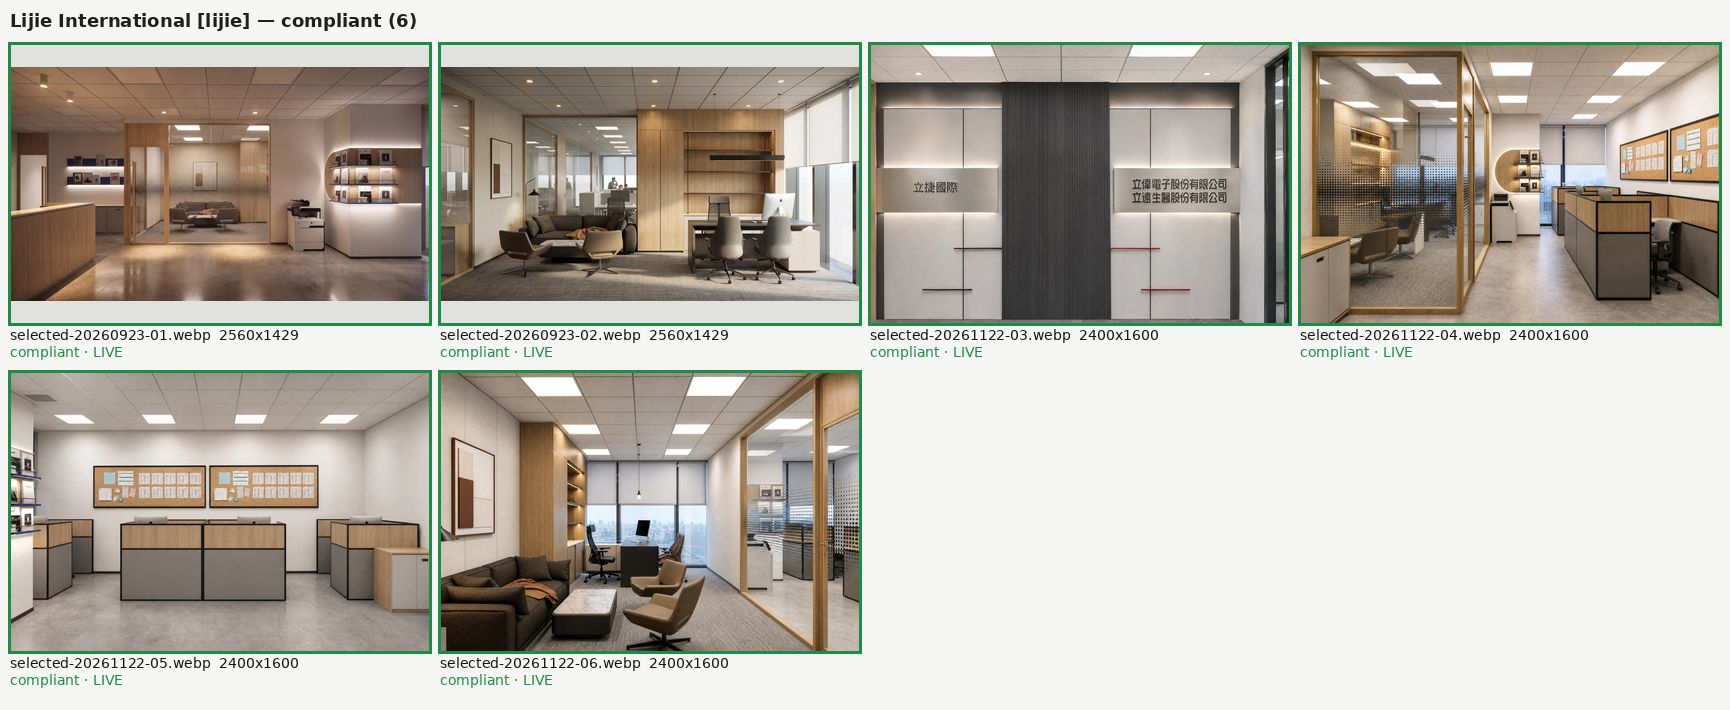 Lijie International [lijie] — compliant (6)
立捷國際
立偉電子股份有限公司
立遠生醫股份有限公司
selected-20260923-01.webp 2560x1429
compliant · LIVE
selected-20260923-02.webp 2560x1429
compliant · LIVE
selected-20261122-03.webp 2400x1600
compliant · LIVE
selected-20261122-04.webp 2400x1600
compliant · LIVE
selected-20261122-05.webp 2400x1600
compliant · LIVE
selected-20261122-06.webp 2400x1600
compliant · LIVE